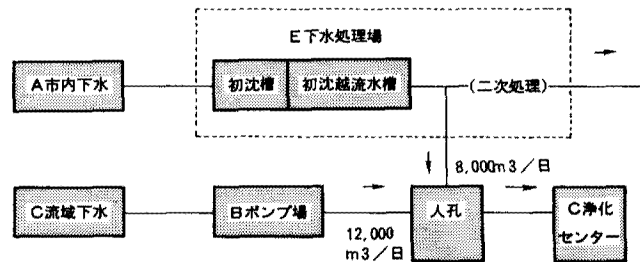 E下水処理場
A市内下水
初沈槽
初沈越流水槽
(二次処理)
8,000m3/日
C流域下水
Bポンプ場
人孔
C浄化
センター
12,000
m3/日